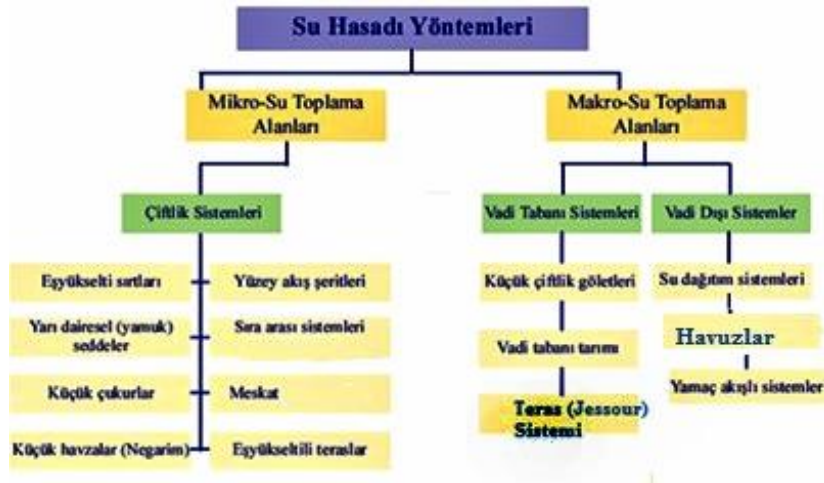 Su Hasadı Yöntemleri
Mikro-Su Toplama
Alanları
Makro-Su Toplama
Alanları
Çiftlik Sistemleri
Vadi Tabanı Sistemleri
Vadi Dışı Sistemler
Eşyükselti sırtları
Yüzey akış şeritleri
Yarı dairesel (yamuk)
seddeler
Sıra arası sistemleri
Küçük çukurlar
Meskat
Küçük havzalar (Negarim)
Eşyükseltili teraslar
Küçük çiftlik göletleri
Vadi tabanı tarımı
Teras (Jessour)
Sistemi
Su dağıtım sistemleri
Havuzlar
Yamaç akışlı sistemler